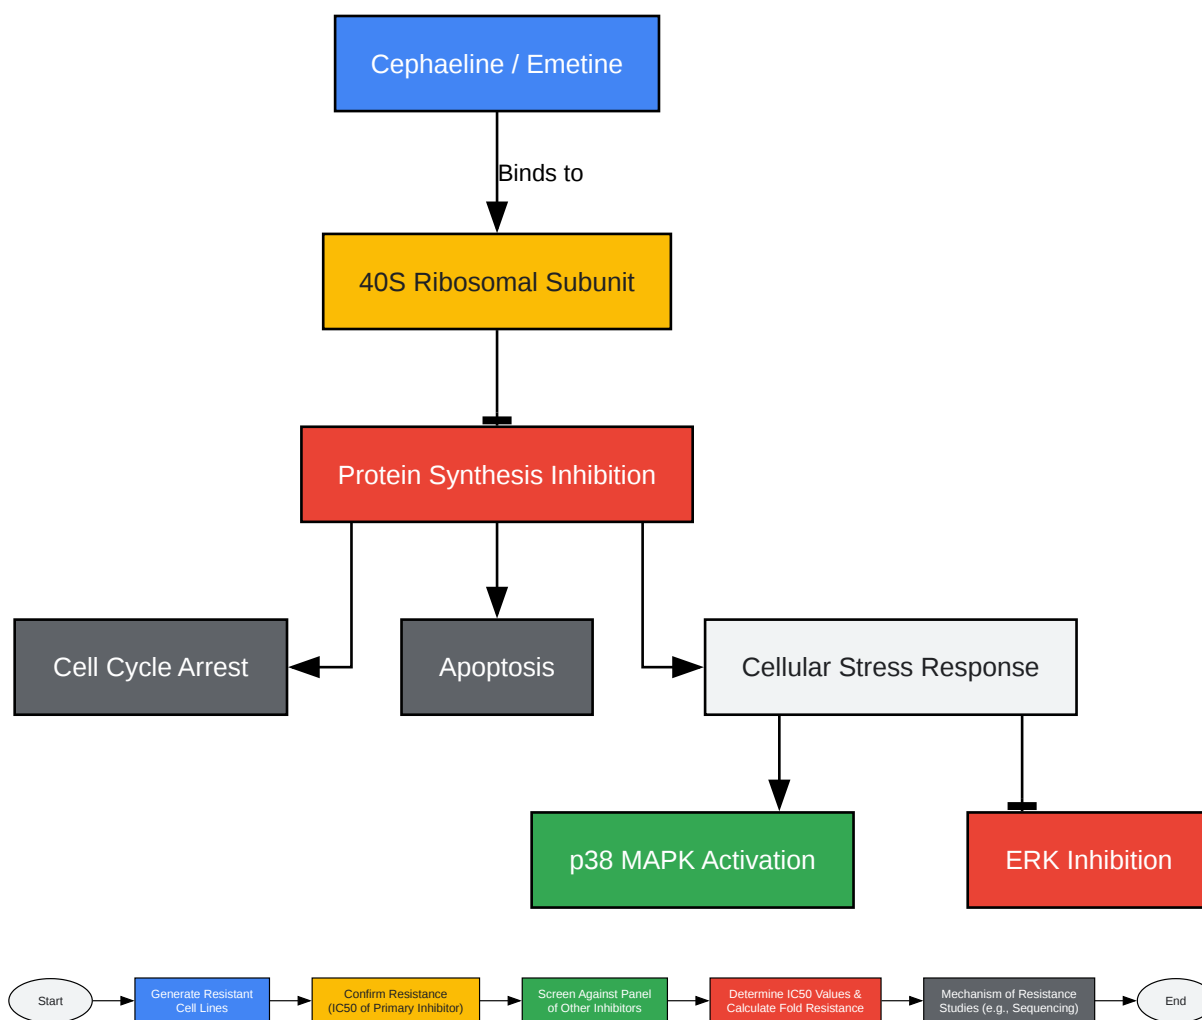 Cephaeline / Emetine
Binds to
40S Ribosomal Subunit
Protein Synthesis Inhibition
Cell Cycle Arrest
Apoptosis
Cellular Stress Response
p38 MAPK Activation
ERK Inhibition
Start
Generate Resistant
Cell Lines
Confirm Resistance
(IC50 of Primary Inhibitor)
Screen Against Panel
of Other Inhibitors
Determine IC50 Values &
Calculate Fold Resistance
Mechanism of Resistance
Studies (e.g., Sequencing)
End